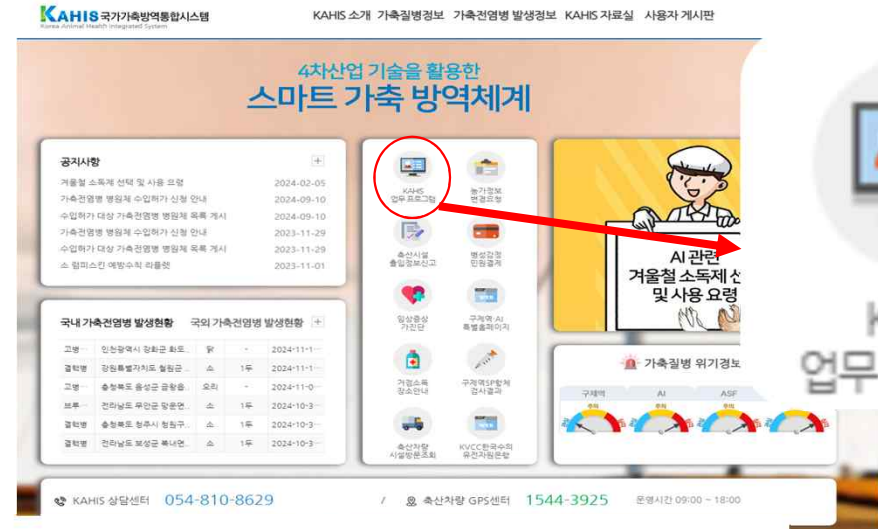 KAHIS 국가가축방역통합시스템
Korea Animal Health Integrated System
KAHIS 소개 가축질병정보 가축전염병 발생정보 KAHIS 자료실 사용자 게시판
4차산업 기술을 활용한
스마트 가축 방역체계
공지사항 +
겨울철 소독제 선택 및 사용 요령 2024-02-05
가축전염병 병원체 수입허가 신청 안내 2024-09-10
수입허가 대상 가축전염병 병원체 목록 게시 2024-09-10
가축전염병 병원체 수입허가 신청 안내 2023-11-29
수입허가 대상 가축전염병 병원체 목록 게시 2023-11-29
소 럼피스킨 예방수칙 리플렛 2023-11-01
국내 가축전염병 발생현황 국외 가축전염병 발생현황 +
고병··· 인천광역시 강화군 화도.. 닭 - 2024-11-1···
결핵병 강원특별자치도 철원군 .. 소 1두 2024-11-1···
고병··· 충청북도 음성군 금왕읍.. 오리 - 2024-11-0···
브루··· 전라남도 무안군 망운면.. 소 1두 2024-10-3···
결핵병 충청북도 청주시 청원구.. 소 1두 2024-10-3···
결핵병 전라남도 보성군 복내면.. 소 1두 2024-10-3···
KAHIS
업무프로그램
농가정보
변경요청
축산시설
출입정보신고
병성감정
민원결과
임상증상
가진단
구제역·AI
특별홈페이지
거점소독
장소안내
구제역SP항체
검사결과
축산차량
시설방문조회
KVCC한국수의
유전자원은행
AI 관련
겨울철 소독제 선
및 사용 요령
가축질병 위기경보
구제역 AI ASF
주의 주의
업무
KAHIS 상담센터 054-810-8629 / 축산차량 GPS센터 1544-3925 운영시간 09:00 ~ 18:00